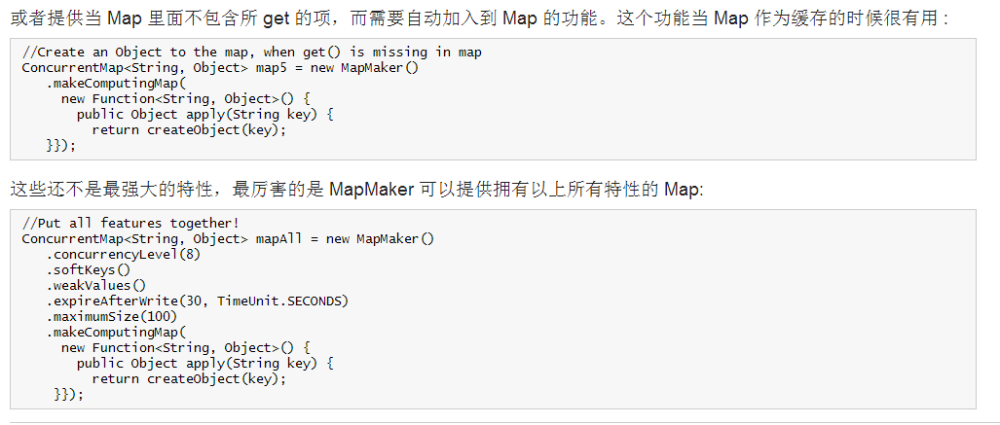 或者提供当 Map 里面不包含所 get 的项，而需要自动加入到 Map 的功能。这个功能当 Map 作为缓存的时候很有用 :
//Create an Object to the map, when get() is missing in map
ConcurrentMap<String, Object> map5 = new MapMaker()
   .makeComputingMap(
     new Function<String, Object>() {
       public Object apply(String key) {
         return createObject(key);
   }});
这些还不是最强大的特性，最厉害的是 MapMaker 可以提供拥有以上所有特性的 Map:
//Put all features together!
ConcurrentMap<String, Object> mapAll = new MapMaker()
   .concurrencyLevel(8)
   .softKeys()
   .weakValues()
   .expireAfterWrite(30, TimeUnit.SECONDS)
   .maximumSize(100)
   .makeComputingMap(
     new Function<String, Object>() {
       public Object apply(String key) {
         return createObject(key);
    }});